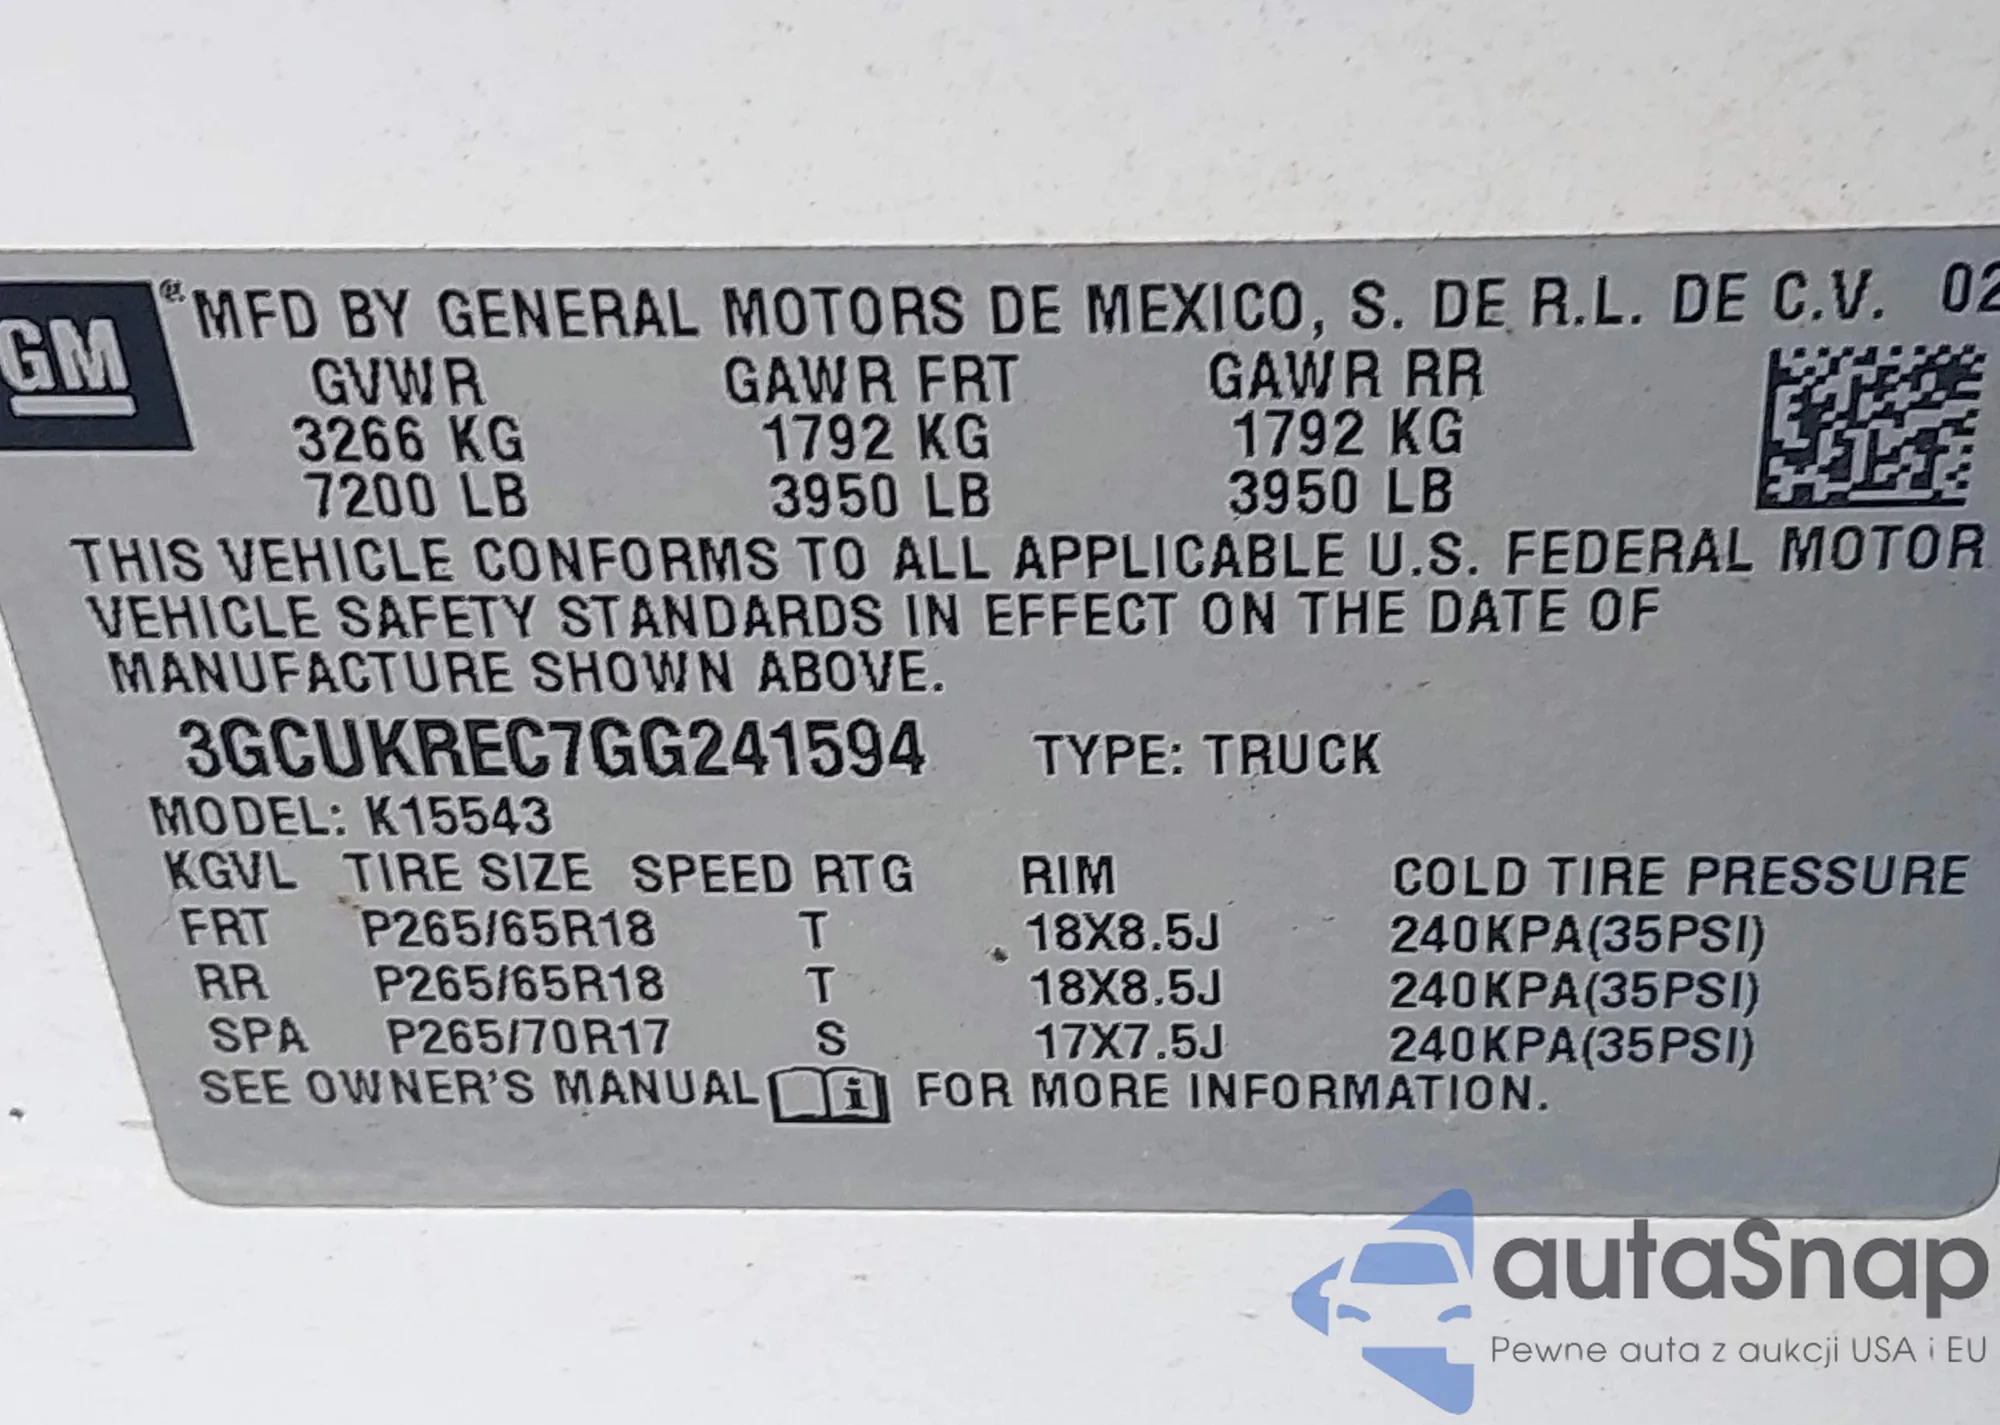 GM
MFD BY GENERAL MOTORS DE MEXICO, S. DE R.L. DE C.V. 02
GVWR GAWR FRT GAWR RR
3266 KG 1792 KG 1792 KG
7200 LB 3950 LB 3950 LB
THIS VEHICLE CONFORMS TO ALL APPLICABLE U.S. FEDERAL MOTOR
VEHICLE SAFETY STANDARDS IN EFFECT ON THE DATE OF
MANUFACTURE SHOWN ABOVE.
3GCUKREC7GG241594 TYPE: TRUCK
MODEL: K15543
KGVL TIRE SIZE SPEED RTG RIM COLD TIRE PRESSURE
FRT P265/65R18 T 18X8.5J 240KPA(35PSI)
RR P265/65R18 T 18X8.5J 240KPA(35PSI)
SPA P265/70R17 S 17X7.5J 240KPA(35PSI)
SEE OWNER'S MANUAL i FOR MORE INFORMATION.
autaSnap
Pewne auta z aukcji USA i EU